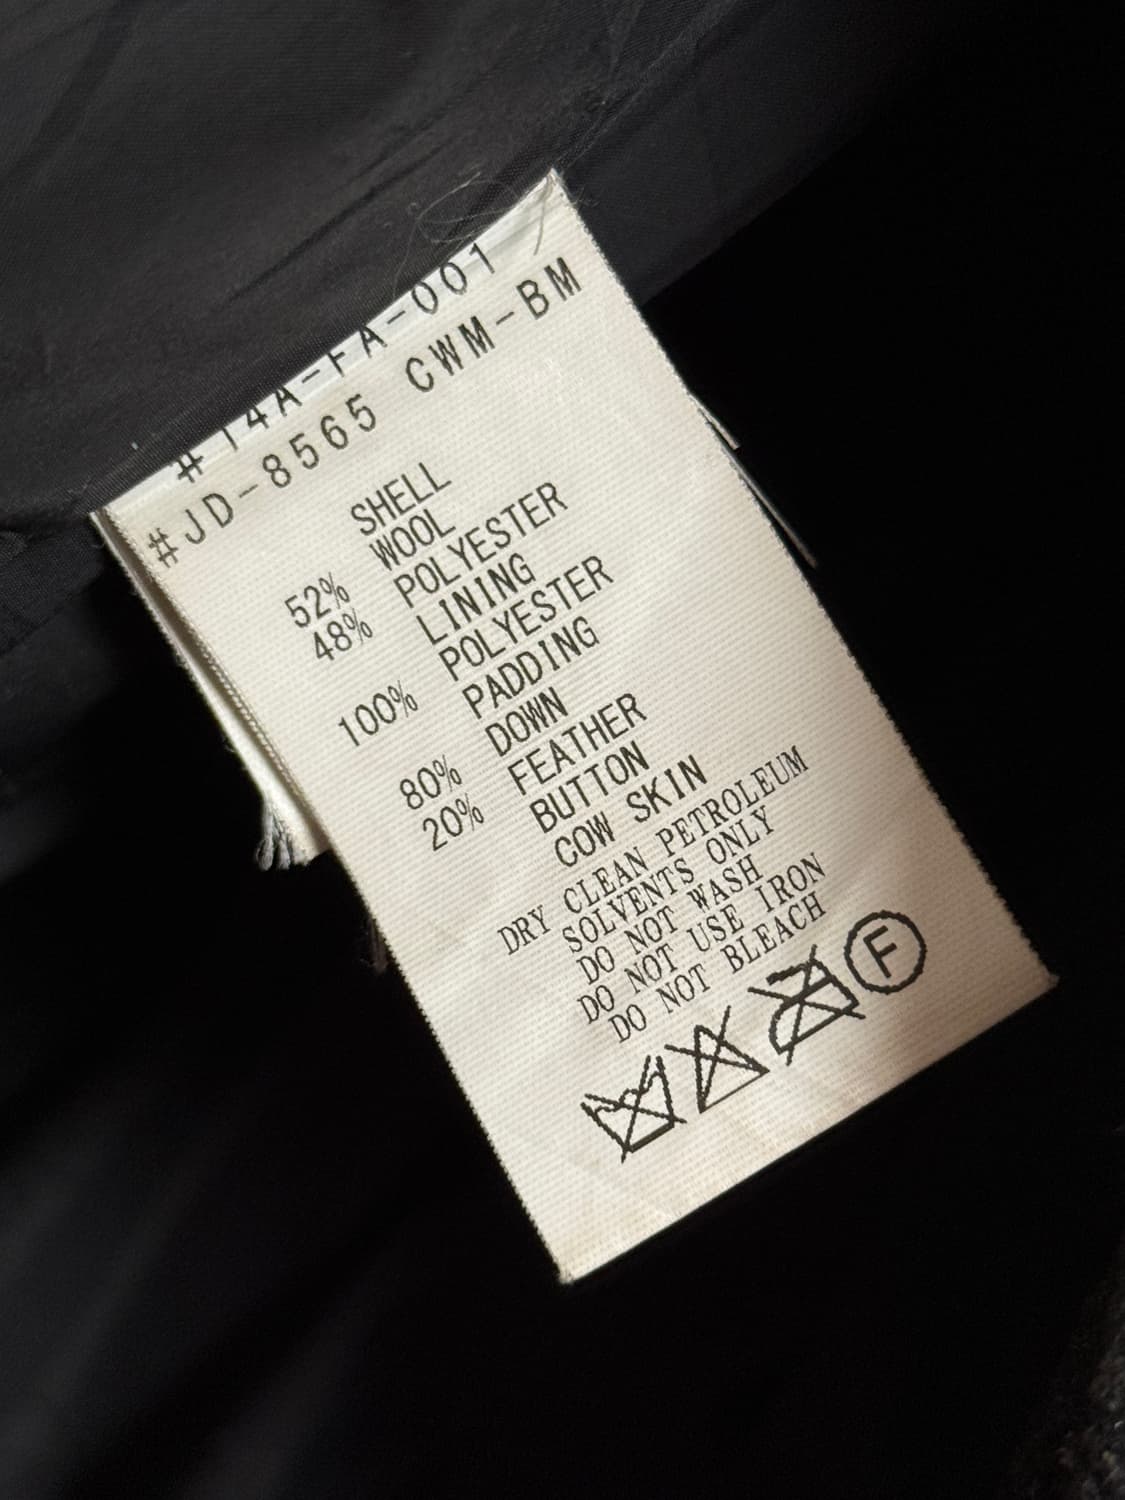 #14A-FA-001
#JD-8565 CWM-BM
SHELL
52% WOOL
48% POLYESTER
LINING
100% POLYESTER
PADDING
80% DOWN
20% FEATHER
BUTTON
COW SKIN
DRY CLEAN PETROLEUM
SOLVENTS ONLY
DO NOT WASH
DO NOT USE IRON
DO NOT BLEACH
F